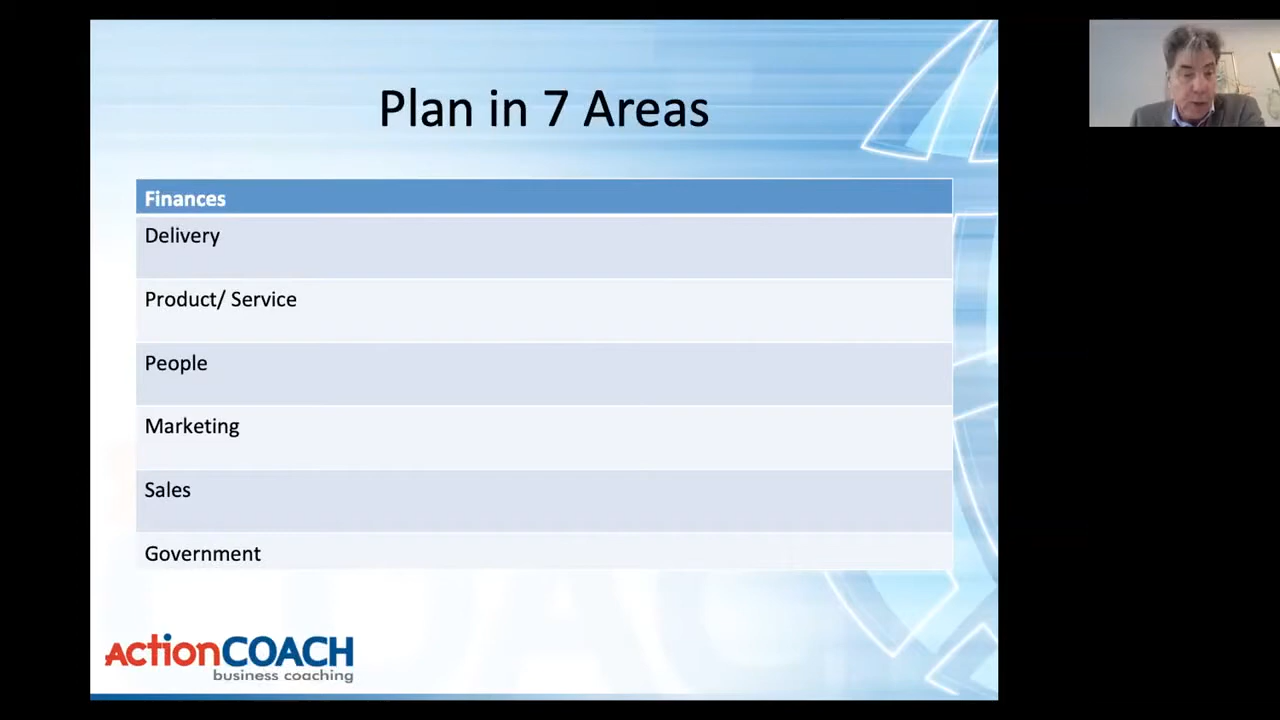 Plan in 7 Areas
Finances
Delivery
Product/ Service
People
Marketing
Sales
Government
ActionCOACH
business coaching